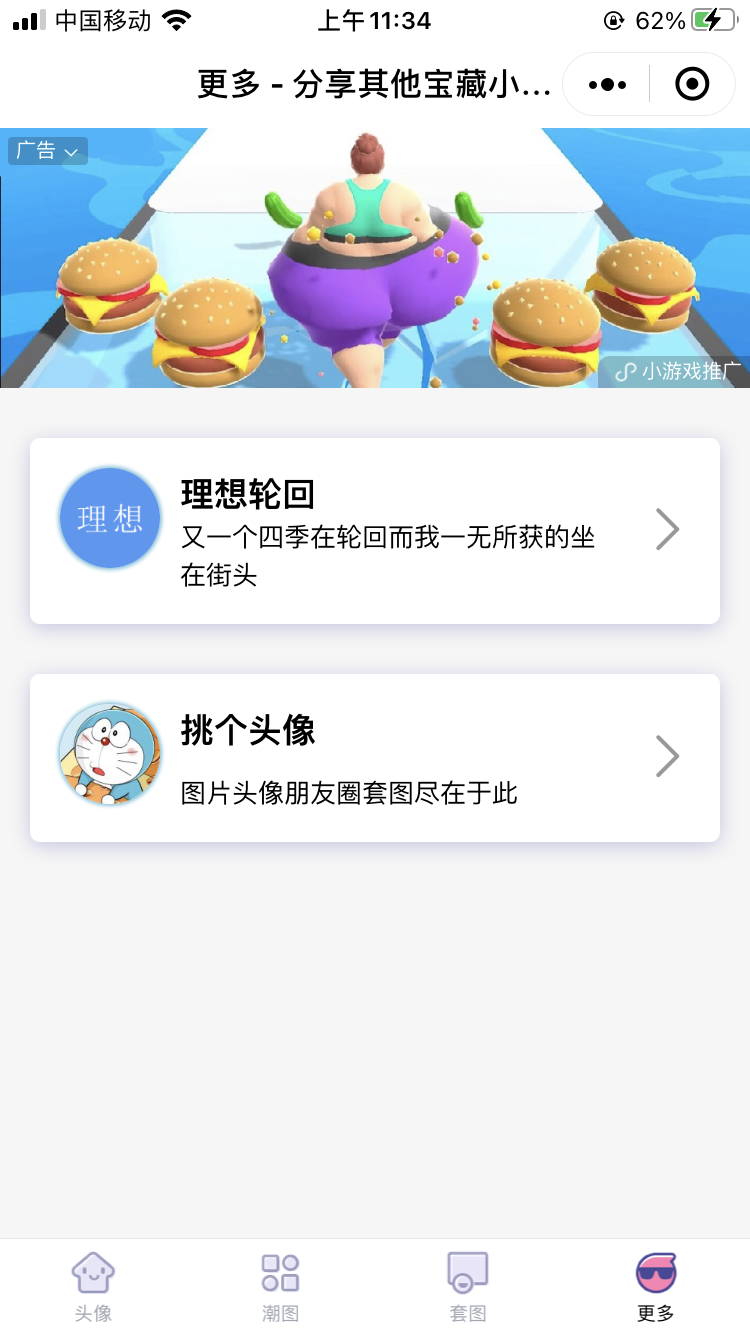 中国移动
上午11:34
62%
更多 - 分享其他宝藏小...
广告
小游戏推广
理想
理想轮回
又一个四季在轮回而我一无所获的坐
在街头
挑个头像
图片头像朋友圈套图尽在于此
头像
潮图
套图
更多